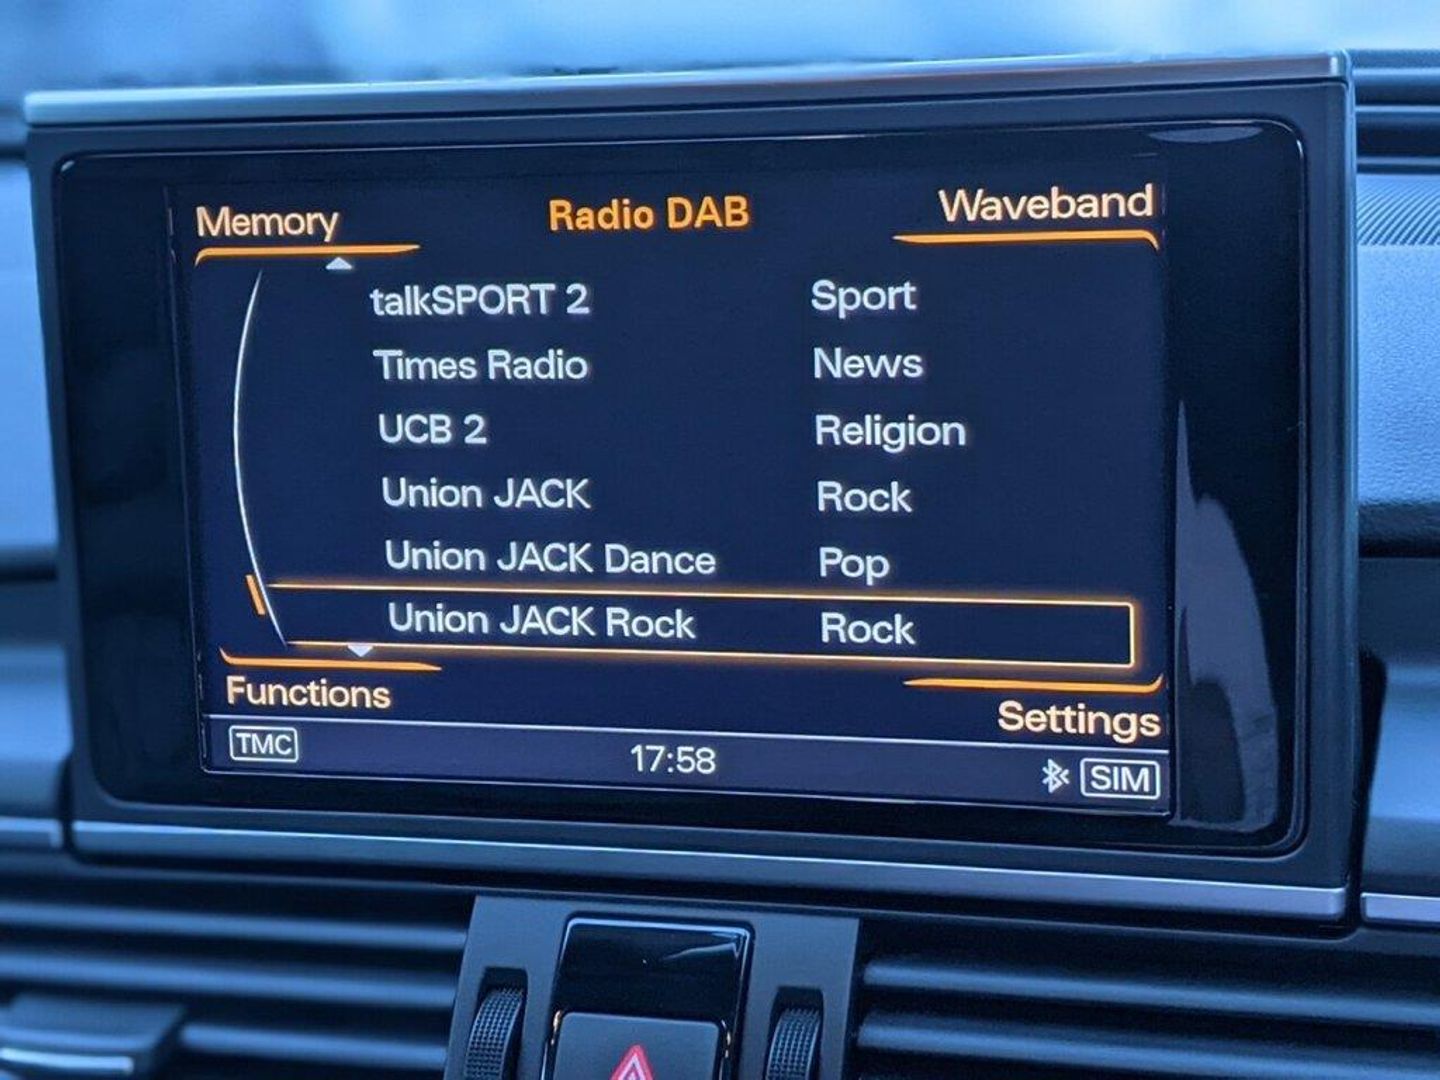 Memory Radio DAB Waveband
talkSPORT 2 Sport
Times Radio News
UCB 2 Religion
Union JACK Rock
Union JACK Dance Pop
Union JACK Rock Rock
Functions Settings
TMC 17:58 SIM